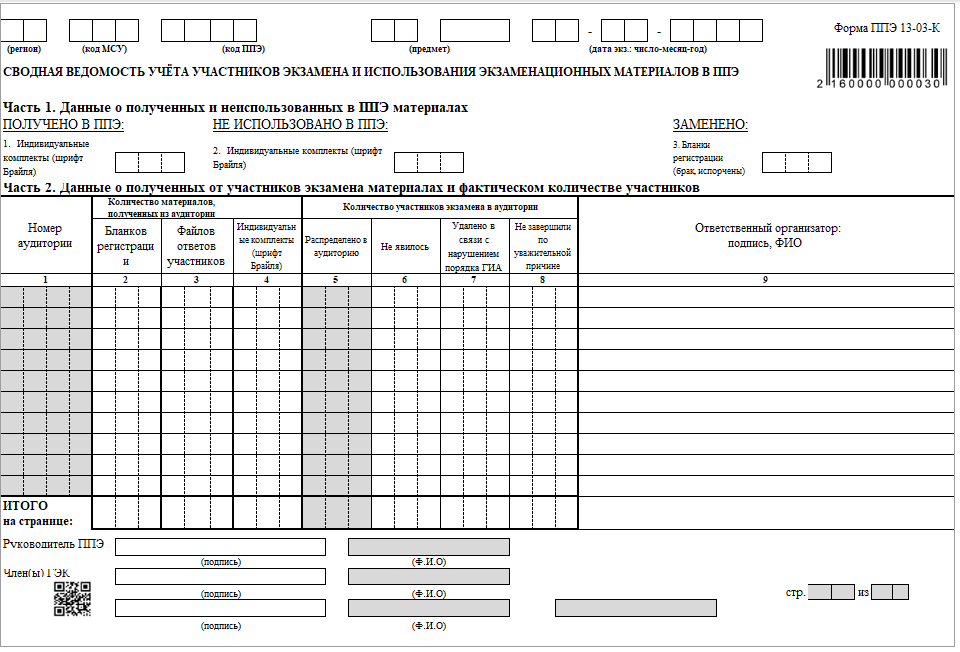 Форма ППЭ 13-03-К
- -
(регион) (код МСУ) (код ППЭ) (предмет) (дата экз.: число-месяц-год)
СВОДНАЯ ВЕДОМОСТЬ УЧЁТА УЧАСТНИКОВ ЭКЗАМЕНА И ИСПОЛЬЗОВАНИЯ ЭКЗАМЕНАЦИОННЫХ МАТЕРИАЛОВ В ППЭ
2 160000 000030
Часть 1. Данные о полученных и неиспользованных в ППЭ материалах
ПОЛУЧЕНО В ППЭ: НЕ ИСПОЛЬЗОВАНО В ППЭ: ЗАМЕНЕНО:
1. Индивидуальные
комплекты (шрифт
Брайля)
2. Индивидуальные комплекты (шрифт
Брайля)
3. Бланки
регистрации
(брак, испорчены)
Часть 2. Данные о полученных от участников экзамена материалах и фактическом количестве участников
Номер
аудитории
Количество материалов,
полученных из аудитории
Количество участников экзамена в аудитории
Ответственный организатор:
подпись, ФИО
Бланков
регистраци
и
Файлов
ответов
участников
Индивидуальн
ые комплекты
(шрифт
Брайля)
Распределено в
аудиторию
Не явилось
Удалено в
связи с
нарушением
порядка ГИА
Не завершили
по
уважительной
причине
1 2 3 4 5 6 7 8 9
ИТОГО
на странице:
Руководитель ППЭ
(подпись) (Ф.И.О)
Член(ы) ГЭК
(подпись) (Ф.И.О)
стр. из
(подпись) (Ф.И.О)